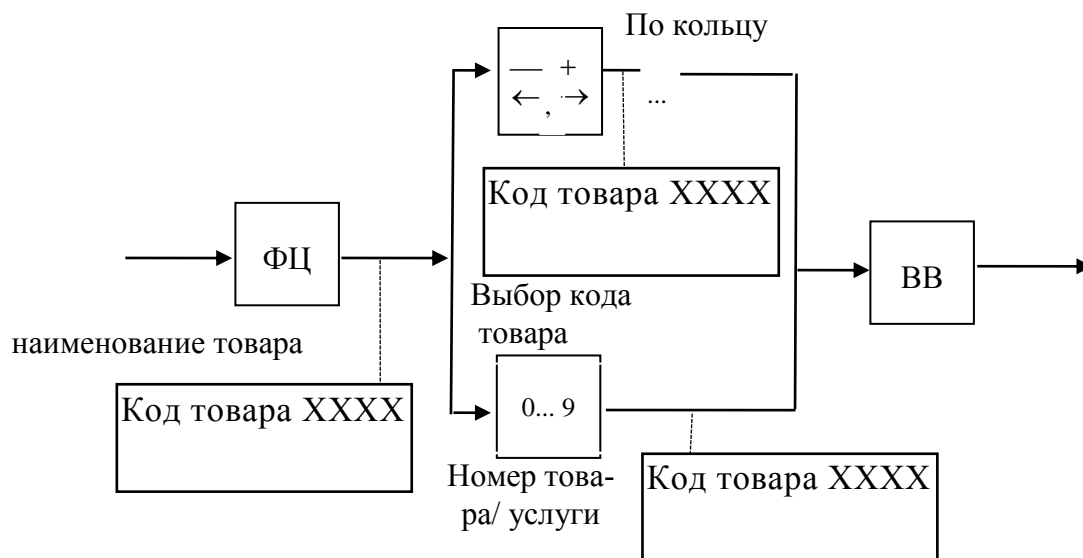 По кольцу
— +
← , →
...
Код товара XXXX
ФЦ
ВВ
Выбор кода
товара
наименование товара
Код товара XXXX
0... 9
Номер това-
ра/ услуги
Код товара XXXX